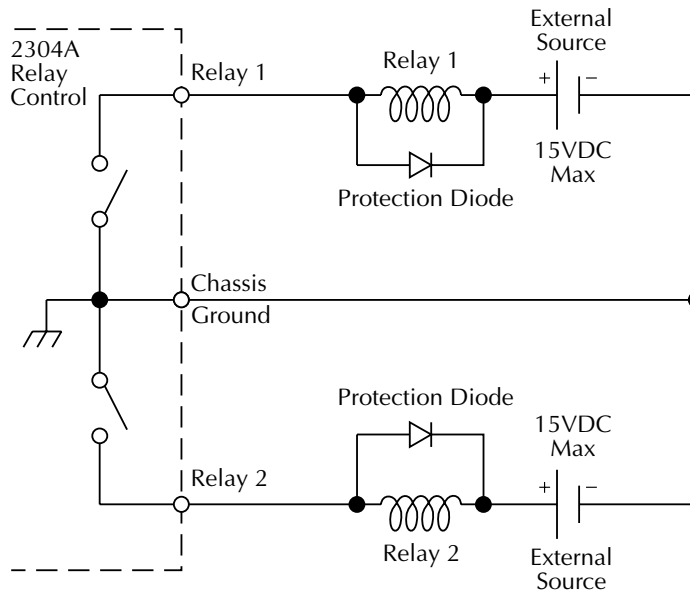 2304A
Relay
Control
Relay 1
Relay 1
External
Source
+ −
15VDC
Max
Protection Diode
Chassis
Ground
Protection Diode
15VDC
Max
Relay 2
+ −
Relay 2
External
Source